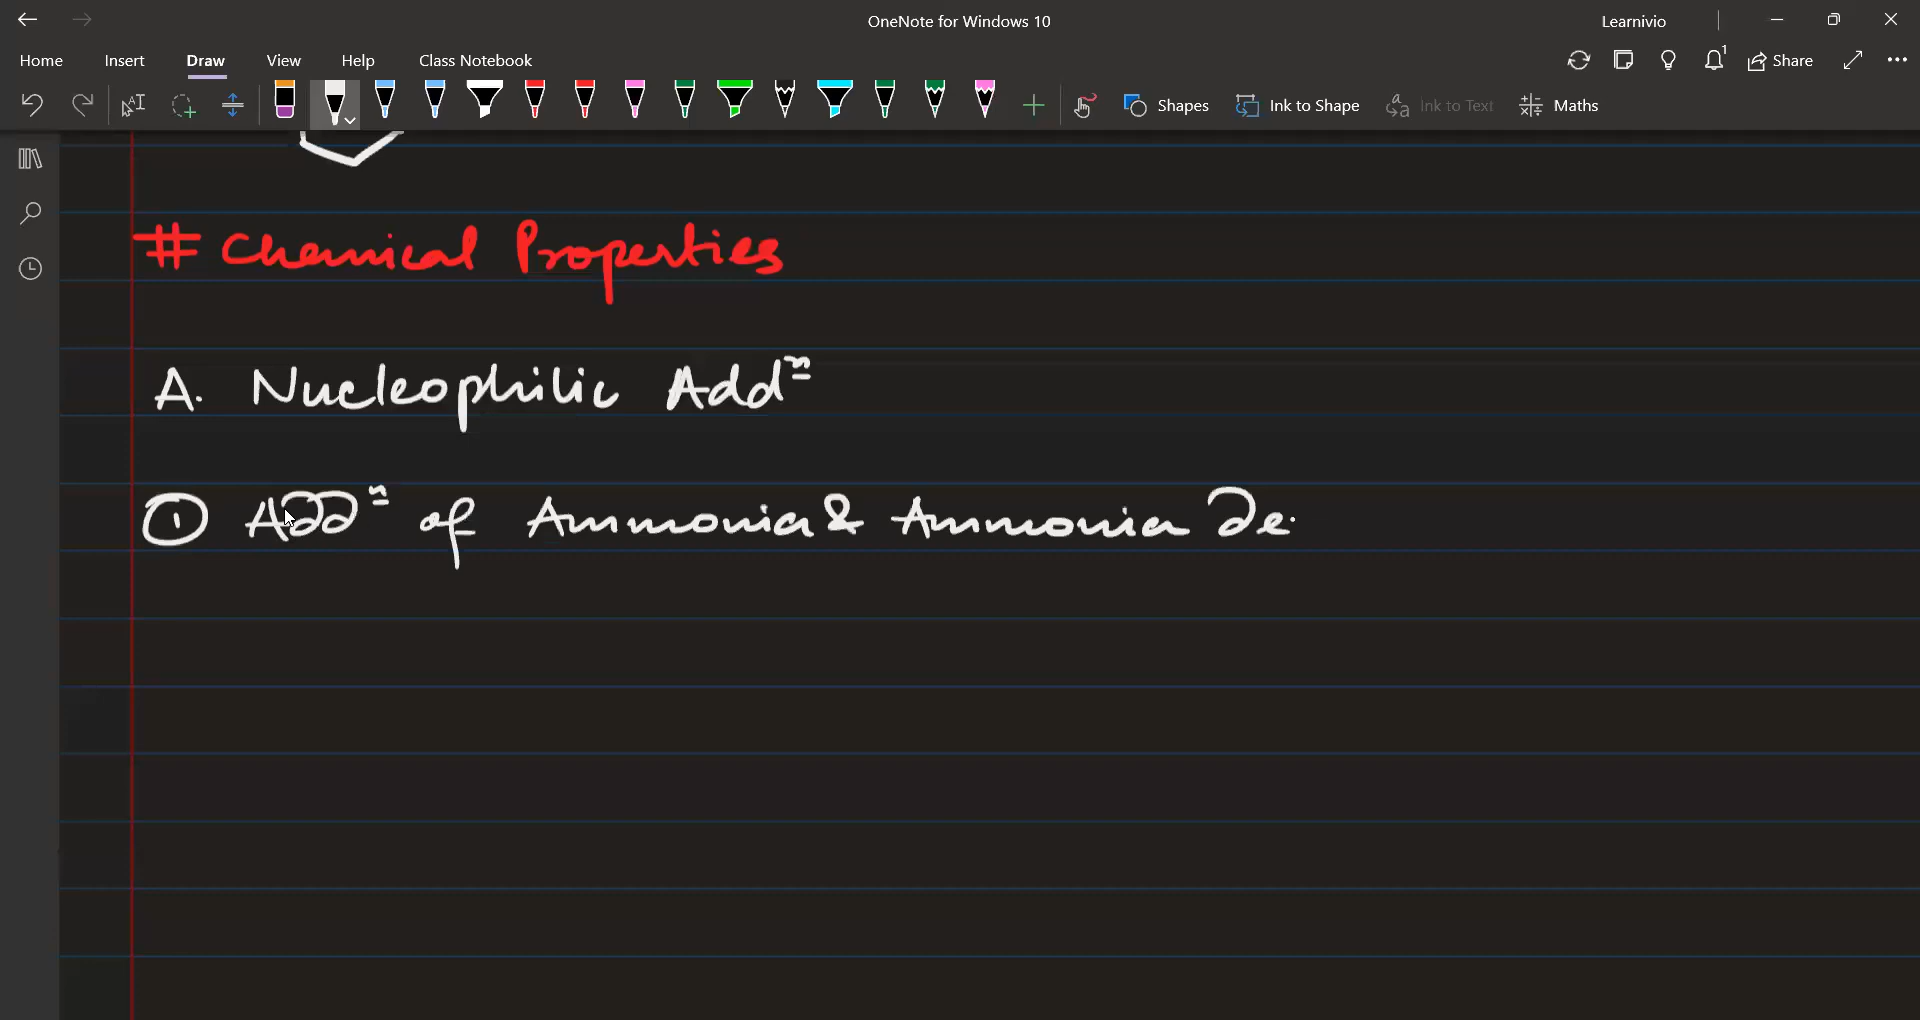 OneNote for Windows 10
Learnivio
Home Insert Draw View Help Class Notebook
1 Share
Shapes Ink to Shape Ink to Text Maths
# Chemical Properties
A. Nucleophilic Addⁿ
① Addⁿ of Ammonia & Ammonia de